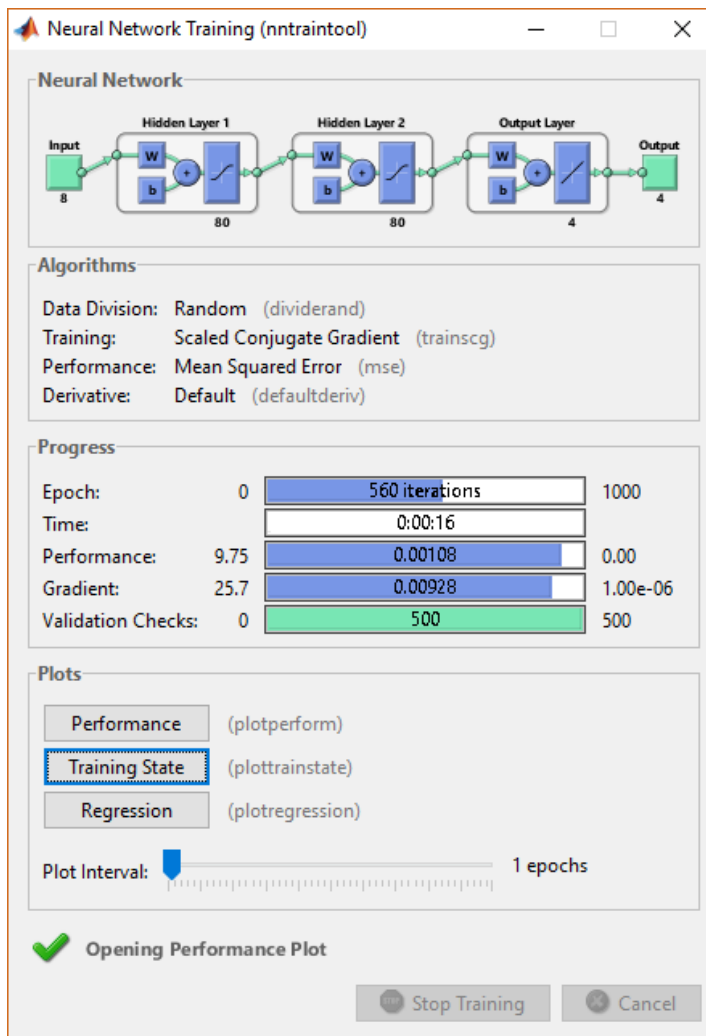 Neural Network Training (nntraintool)
Neural Network
Hidden Layer 1 Hidden Layer 2 Output Layer
Input Output
W W W
+ + +
b b b
8 4
80 80 4
Algorithms
Data Division: Random (dividerand)
Training: Scaled Conjugate Gradient (trainscg)
Performance: Mean Squared Error (mse)
Derivative: Default (defaultderiv)
Progress
Epoch: 0 560 iterations 1000
Time: 0:00:16
Performance: 9.75 0.00108 0.00
Gradient: 25.7 0.00928 1.00e-06
Validation Checks: 0 500 500
Plots
Performance (plotperform)
Training State (plottrainstate)
Regression (plotregression)
Plot Interval: 1 epochs
Opening Performance Plot
Stop Training Cancel